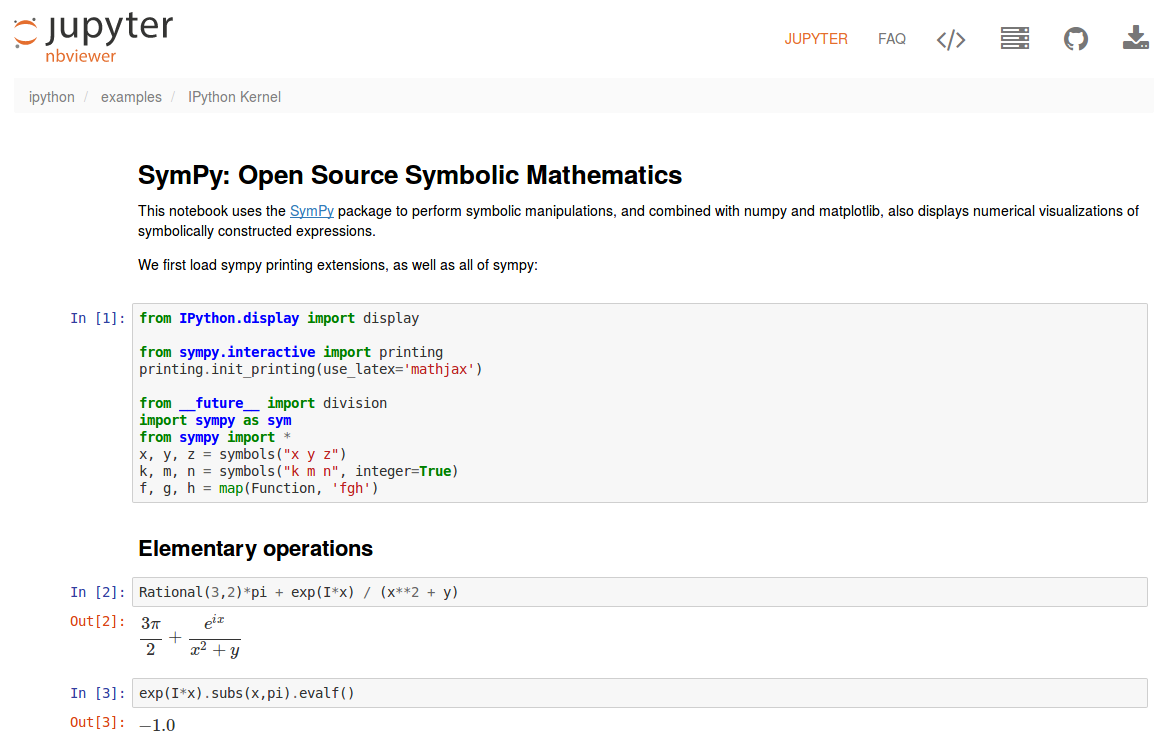 jupyter
nbviewer
JUPYTER FAQ </>
ipython / examples / IPython Kernel
SymPy: Open Source Symbolic Mathematics
This notebook uses the SymPy package to perform symbolic manipulations, and combined with numpy and matplotlib, also displays numerical visualizations of
symbolically constructed expressions.
We first load sympy printing extensions, as well as all of sympy:
In [1]: from IPython.display import display
from sympy.interactive import printing
printing.init_printing(use_latex='mathjax')
from __future__ import division
import sympy as sym
from sympy import *
x, y, z = symbols("x y z")
k, m, n = symbols("k m n", integer=True)
f, g, h = map(Function, 'fgh')
Elementary operations
In [2]: Rational(3,2)*pi + exp(I*x) / (x**2 + y)
Out[2]: 3π/2 + e^{ix}/(x² + y)
In [3]: exp(I*x).subs(x,pi).evalf()
Out[3]: −1.0